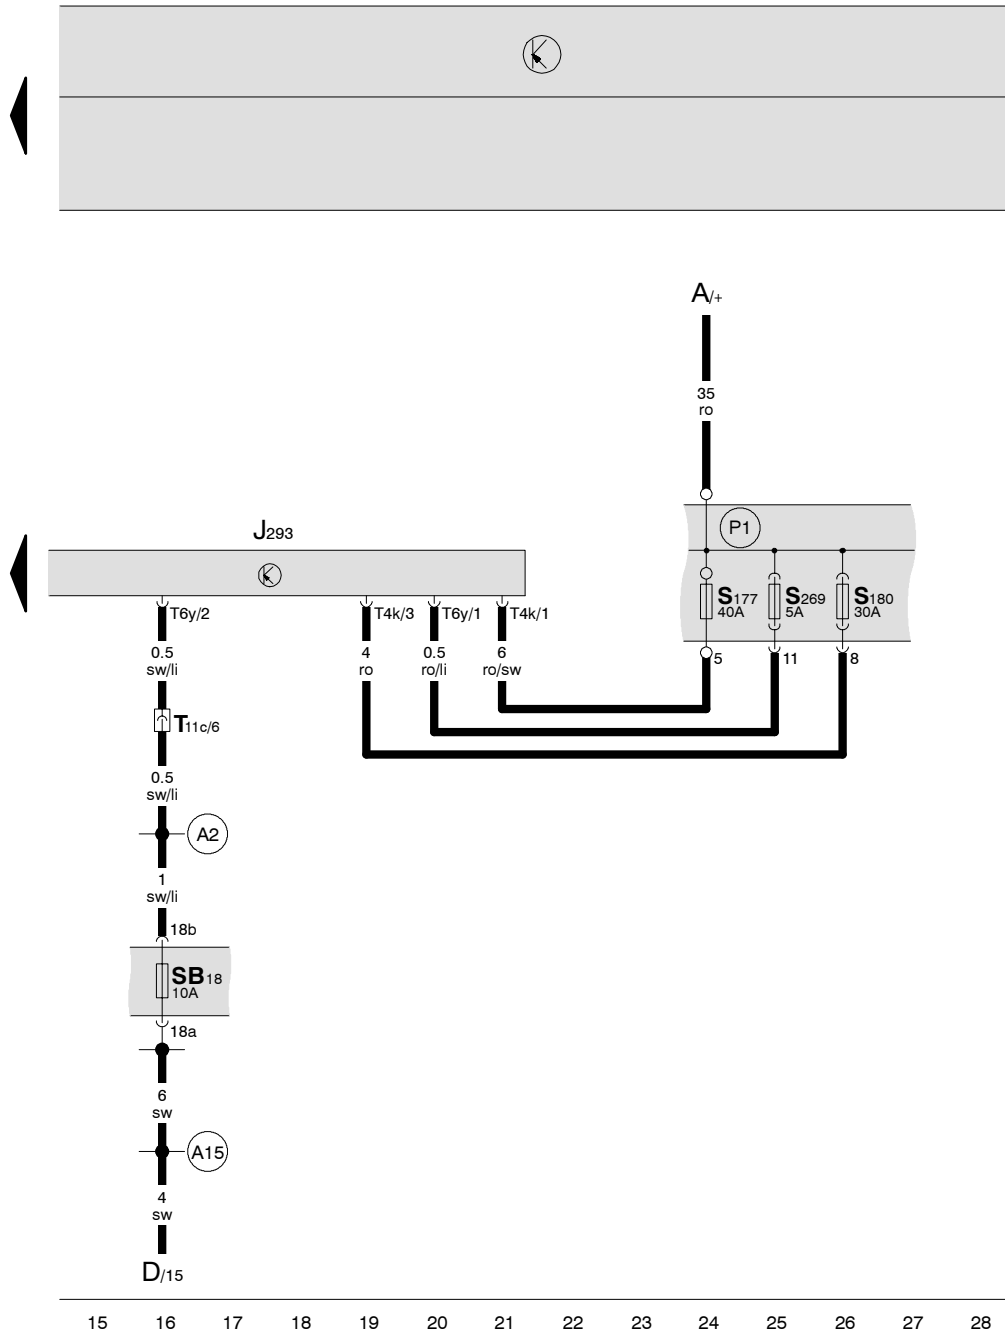 A/+
35
ro
P1
J293
S177
40A
S269
5A
S180
30A
T6y/2
T4k/3
T6y/1
T4k/1
0.5
sw/li
4
ro
0.5
ro/li
6
ro/sw
5
11
8
T11c/6
0.5
sw/li
A2
1
sw/li
18b
SB18
10A
18a
6
sw
A15
4
sw
D/15
15 16 17 18 19 20 21 22 23 24 25 26 27 28